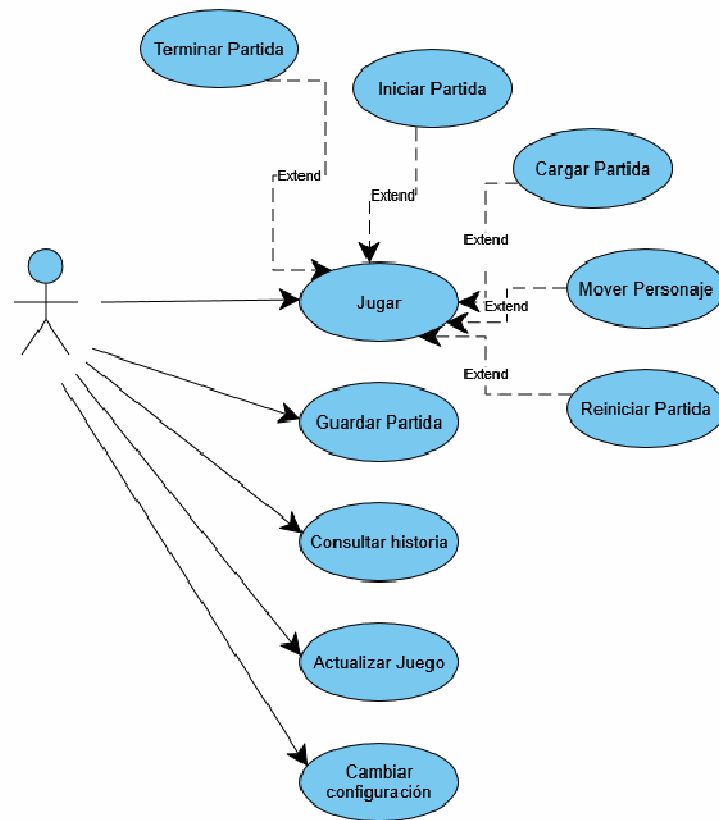 Terminar Partida
Iniciar Partida
Cargar Partida
Extend
Extend
Extend
Mover Personaje
Jugar
Extend
Extend
Reiniciar Partida
Guardar Partida
Consultar historia
Actualizar Juego
Cambiar
configuración